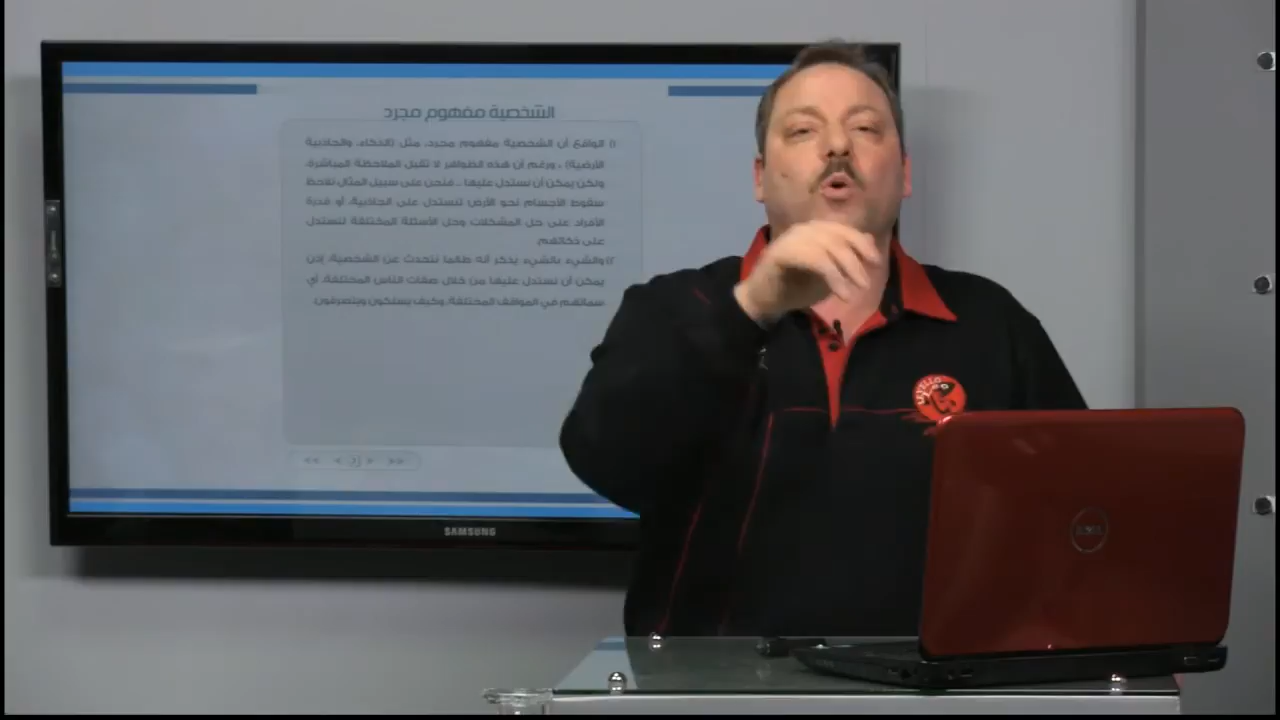 الشخصية مفهوم مجرد
١) الواقع أن الشخصية مفهوم مجرد، مثل (الذكاء، والجاذبية
الأرضية) ، ورغم أن هذه الظواهر لا تقبل الملاحظة المباشرة،
ولكن يمكن أن نستدل عليها .. فنحن على سبيل المثال نلاحظ
سقوط الأجسام نحو الأرض لنستدل على الجاذبية، أو قدرة
الأفراد على حل المشكلات وحل الأسئلة المختلفة لنستدل
على ذكائهم.
٢) والشيء بالشيء يذكر أنه طالما نتحدث عن الشخصية، إذن
يمكن أن نستدل عليها من خلال صفات الناس المختلفة، أي
سماتهم في المواقف المختلفة، وكيف يسلكون ويتصرفون.
SAMSUNG
DELL